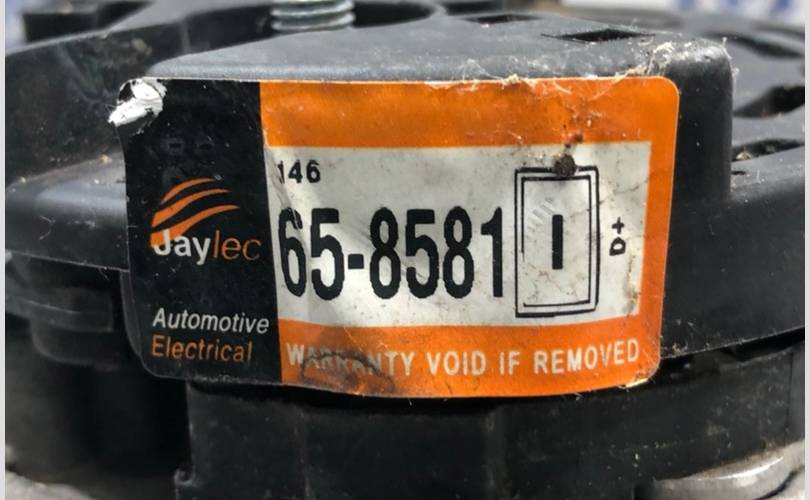 Jaylec
Automotive
Electrical
146
65-8581
I
D+
WARRANTY VOID IF REMOVED